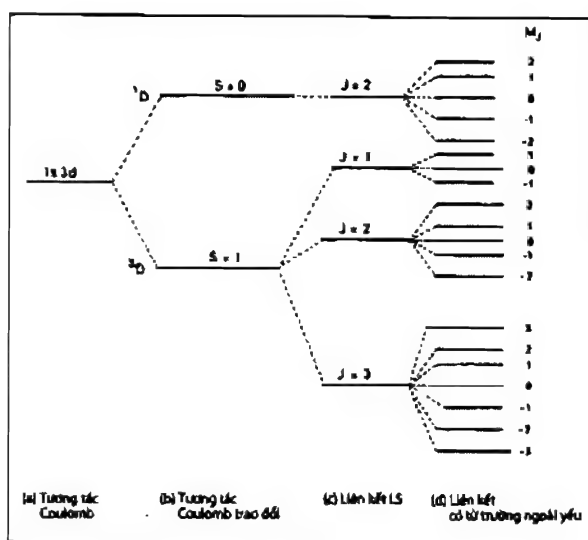 M_J
¹D
S = 0
J = 2
2
1
0
-1
-2
1s 3d
J = 1
1
0
-1
J = 2
2
1
0
-1
-2
³D
S = 1
J = 3
3
2
1
0
-1
-2
-3
(a) Tương tác
Coulomb
(b) Tương tác
Coulomb trao đổi
(c) Liên kết LS
(d) Liên kết
có từ trường ngoài yếu